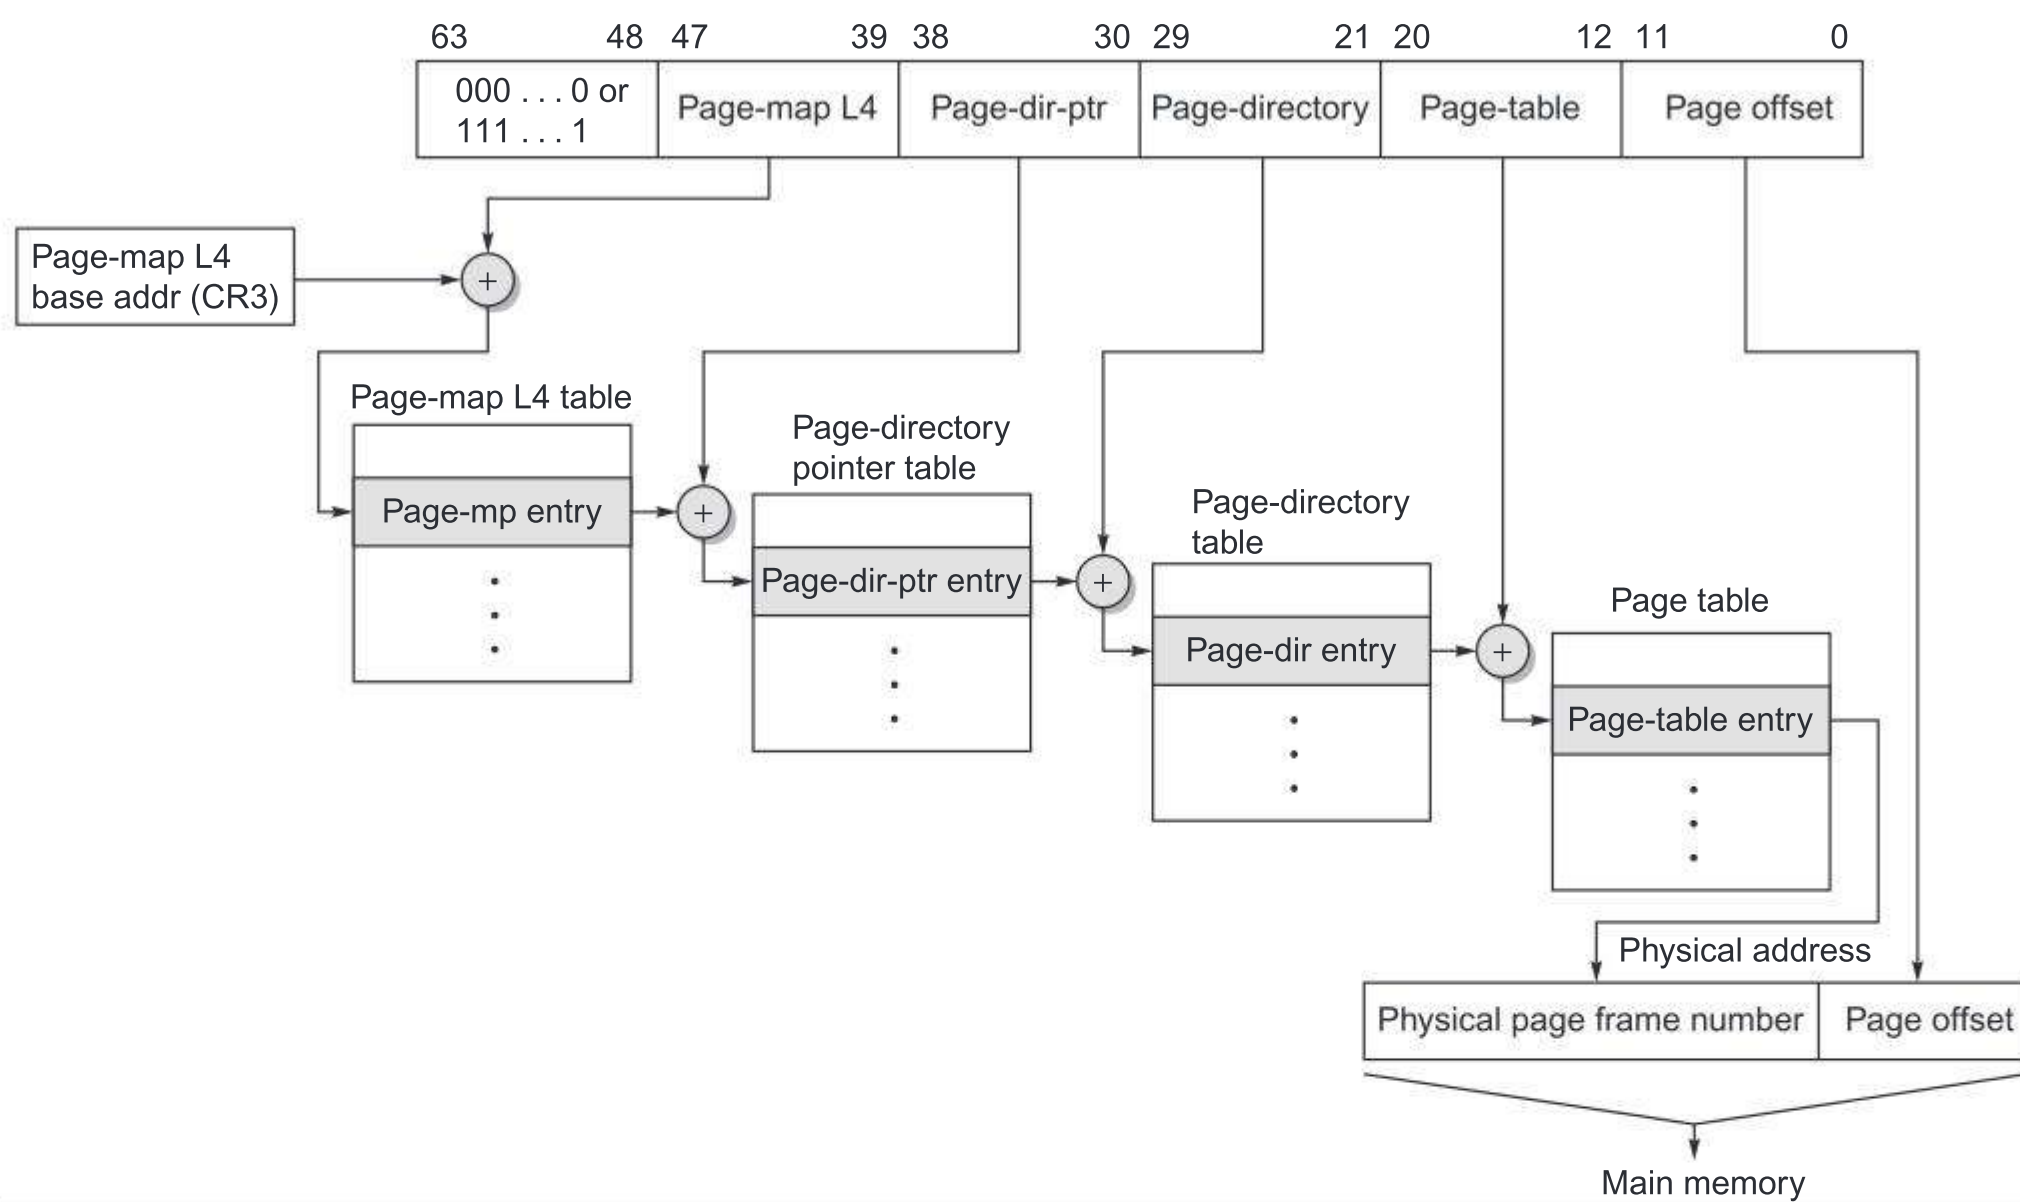 63 48 47 39 38 30 29 21 20 12 11 0
000 . . . 0 or
111 . . . 1
Page-map L4
Page-dir-ptr
Page-directory
Page-table
Page offset
Page-map L4
base addr (CR3)
+
Page-map L4 table
Page-mp entry
+
Page-directory
pointer table
Page-dir-ptr entry
+
Page-directory
table
Page-dir entry
+
Page table
Page-table entry
Physical address
Physical page frame number
Page offset
Main memory